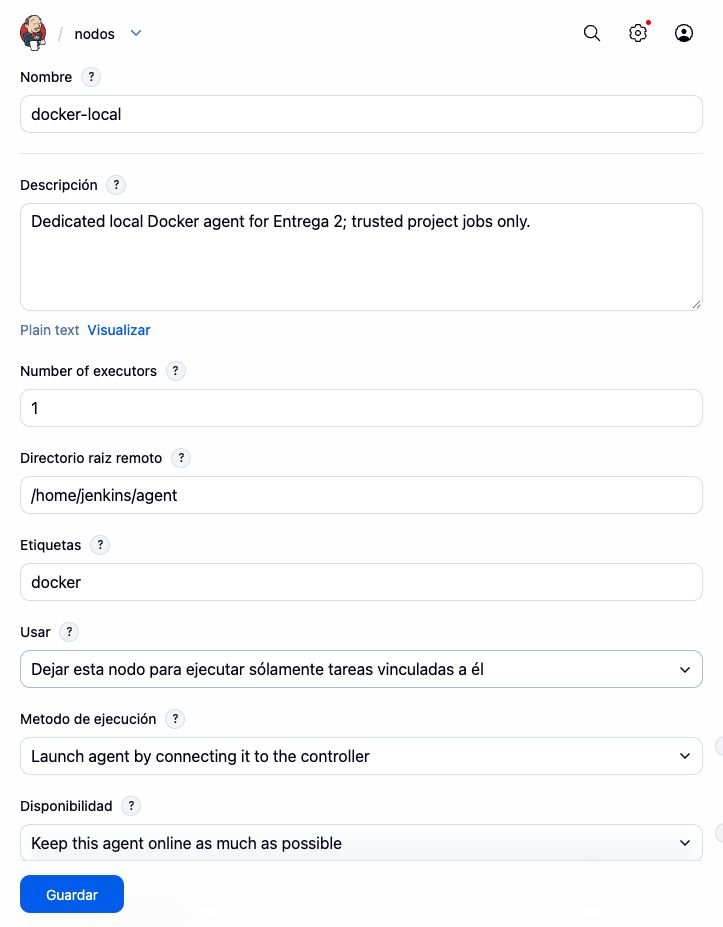 / nodos
Nombre ?
docker-local
Descripción ?
Dedicated local Docker agent for Entrega 2; trusted project jobs only.
Plain text Visualizar
Number of executors ?
1
Directorio raiz remoto ?
/home/jenkins/agent
Etiquetas ?
docker
Usar ?
Dejar esta nodo para ejecutar sólamente tareas vinculadas a él
Metodo de ejecución ?
Launch agent by connecting it to the controller
Disponibilidad ?
Keep this agent online as much as possible
Guardar